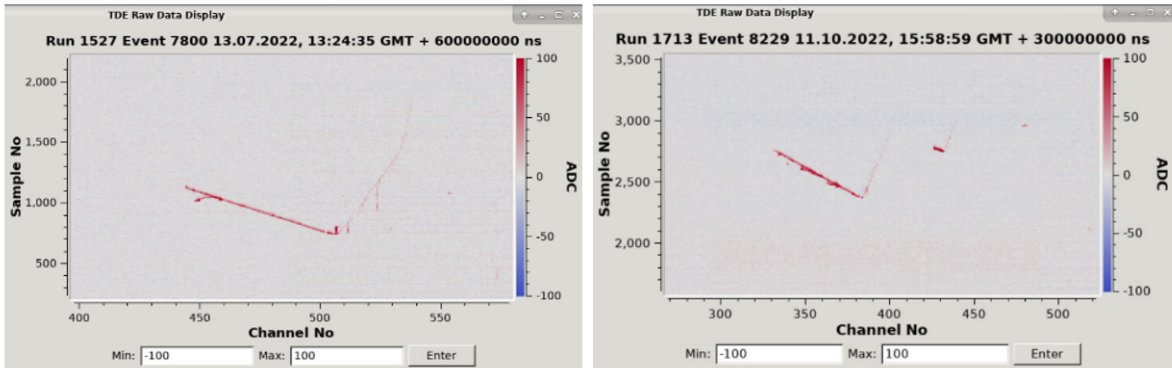 TDE Raw Data Display
Run 1527 Event 7800 13.07.2022, 13:24:35 GMT + 600000000 ns
2,000
1,500
1,000
500
Sample No
400
450
500
550
Channel No
100
50
0
-50
-100
ADC
Min: -100 Max: 100 Enter
TDE Raw Data Display
Run 1713 Event 8229 11.10.2022, 15:58:59 GMT + 300000000 ns
3,500
3,000
2,500
2,000
Sample No
300
350
400
450
500
Channel No
100
50
0
-50
-100
ADC
Min: -100 Max: 100 Enter